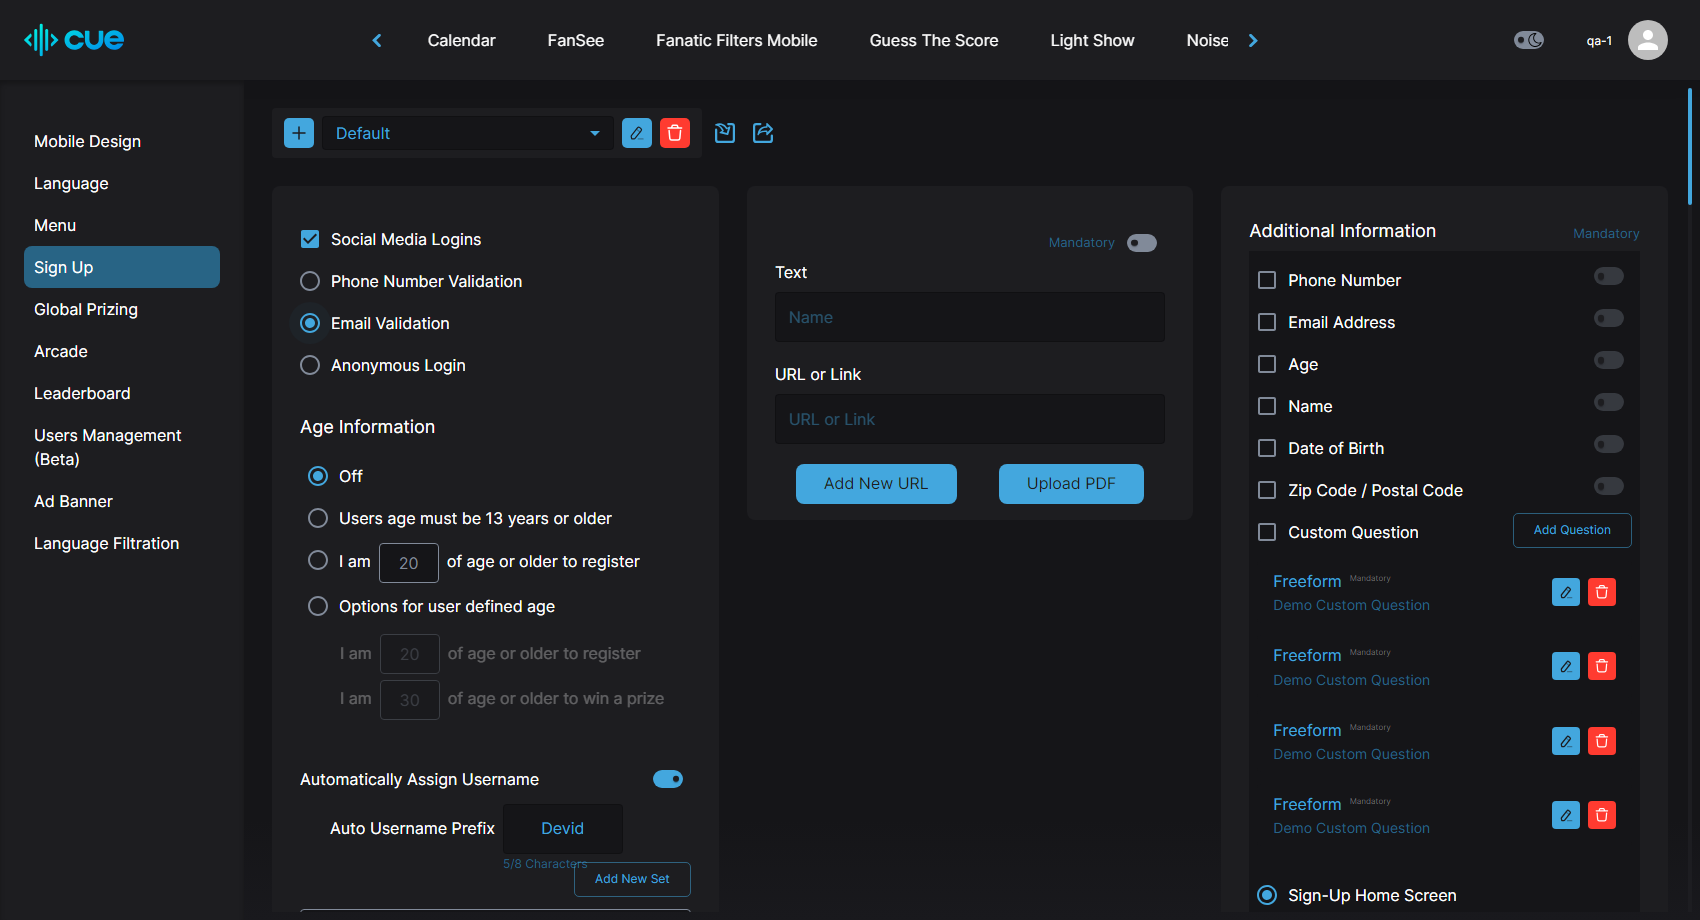 cue
Calendar
FanSee
Fanatic Filters Mobile
Guess The Score
Light Show
Noise
qa-1
Mobile Design
Language
Menu
Sign Up
Global Prizing
Arcade
Leaderboard
Users Management
(Beta)
Ad Banner
Language Filtration
Default
Social Media Logins
Phone Number Validation
Email Validation
Anonymous Login
Age Information
Off
Users age must be 13 years or older
I am 20 of age or older to register
Options for user defined age
I am 20 of age or older to register
I am 30 of age or older to win a prize
Automatically Assign Username
Auto Username Prefix Devid
5/8 Characters
Add New Set
Mandatory
Text
Name
URL or Link
URL or Link
Add New URL
Upload PDF
Additional Information
Mandatory
Phone Number
Email Address
Age
Name
Date of Birth
Zip Code / Postal Code
Custom Question
Add Question
Freeform Mandatory
Demo Custom Question
Freeform Mandatory
Demo Custom Question
Freeform Mandatory
Demo Custom Question
Freeform Mandatory
Demo Custom Question
Sign-Up Home Screen